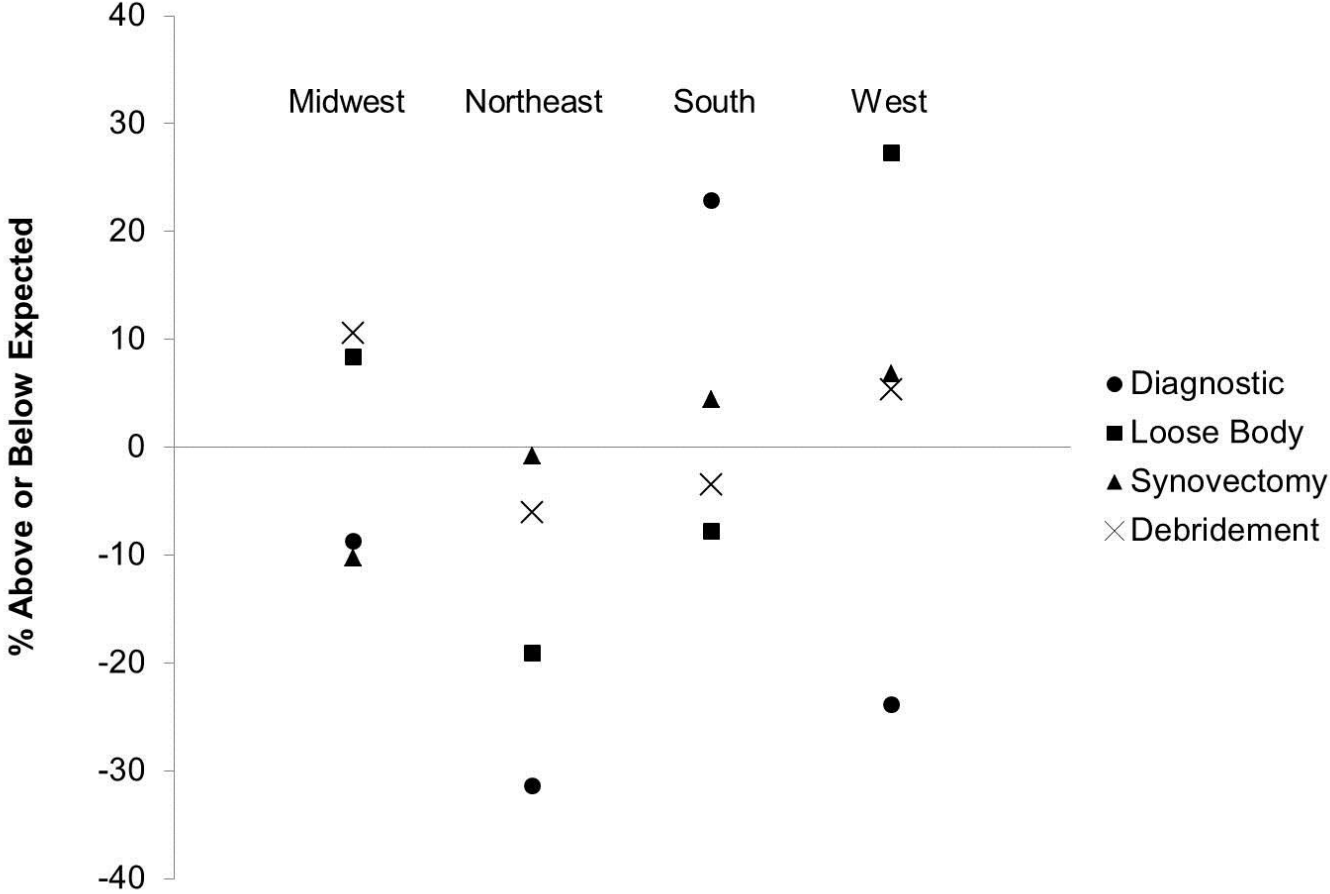 % Above or Below Expected
40
30
20
10
0
-10
-20
-30
-40
Midwest Northeast South West
Diagnostic
Loose Body
Synovectomy
Debridement